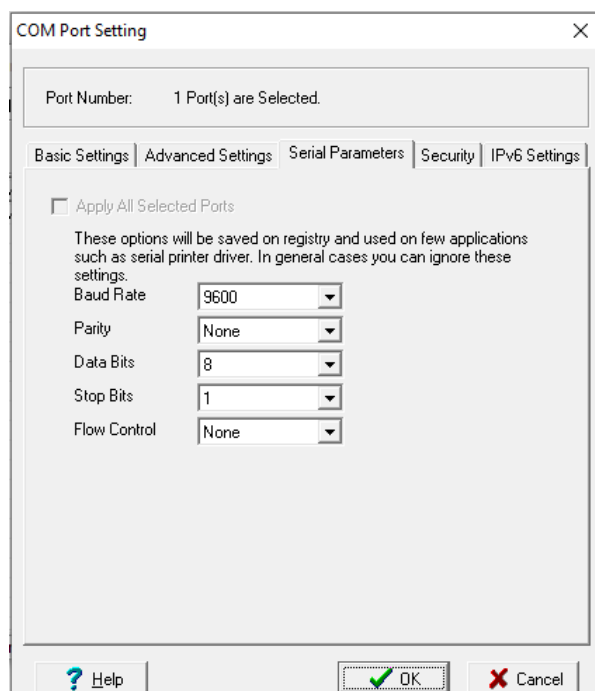 COM Port Setting
Port Number: 1 Port(s) are Selected.
Basic Settings Advanced Settings Serial Parameters Security IPv6 Settings
Apply All Selected Ports
These options will be saved on registry and used on few applications
such as serial printer driver. In general cases you can ignore these
settings.
Baud Rate 9600
Parity None
Data Bits 8
Stop Bits 1
Flow Control None
? Help OK Cancel